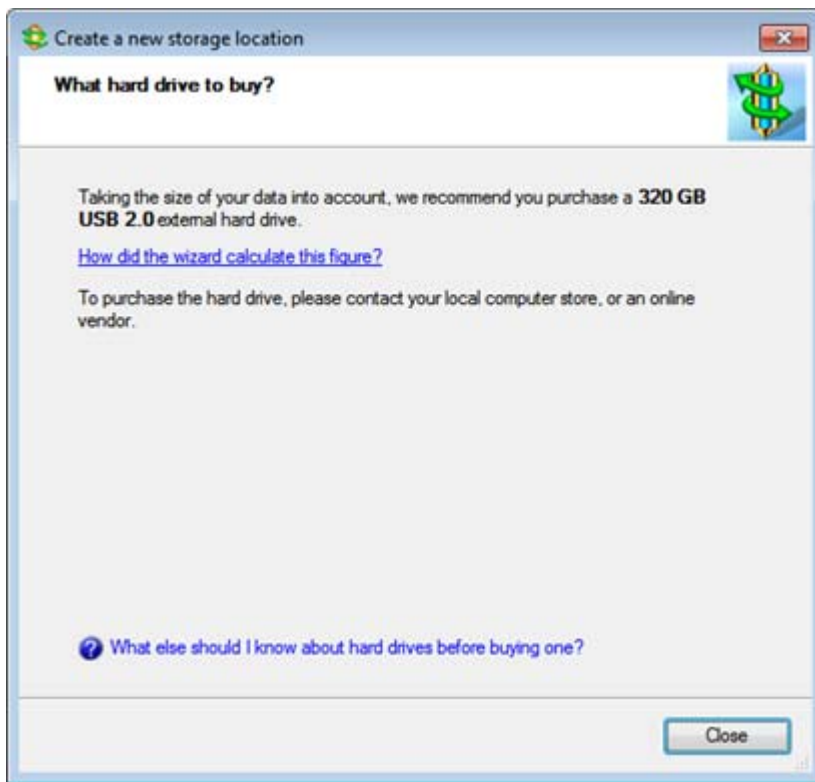 Create a new storage location
What hard drive to buy?
Taking the size of your data into account, we recommend you purchase a 320 GB
USB 2.0 external hard drive.
How did the wizard calculate this figure?
To purchase the hard drive, please contact your local computer store, or an online
vendor.
What else should I know about hard drives before buying one?
Close